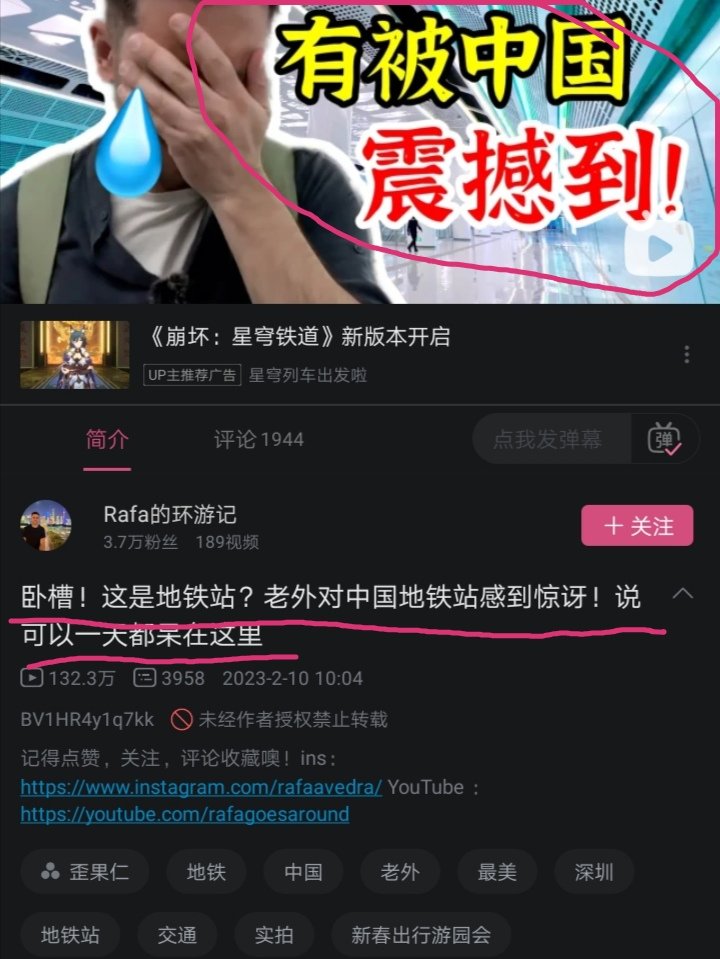 有被中国
震撼到!
《崩坏：星穹铁道》新版本开启
UP主推荐广告 星穹列车出发啦
简介 评论 1944 点我发弹幕 弹
Rafa的环游记
3.7万粉丝 189视频
+ 关注
卧槽！这是地铁站？老外对中国地铁站感到惊讶！说
可以一天都呆在这里
132.3万 3958 2023-2-10 10:04
BV1HR4y1q7kk 未经作者授权禁止转载
记得点赞，关注，评论收藏噢！ins：
https://www.instagram.com/rafaavedra/ YouTube ：
https://youtube.com/rafagoesaround
歪果仁 地铁 中国 老外 最美 深圳
地铁站 交通 实拍 新春出行游园会